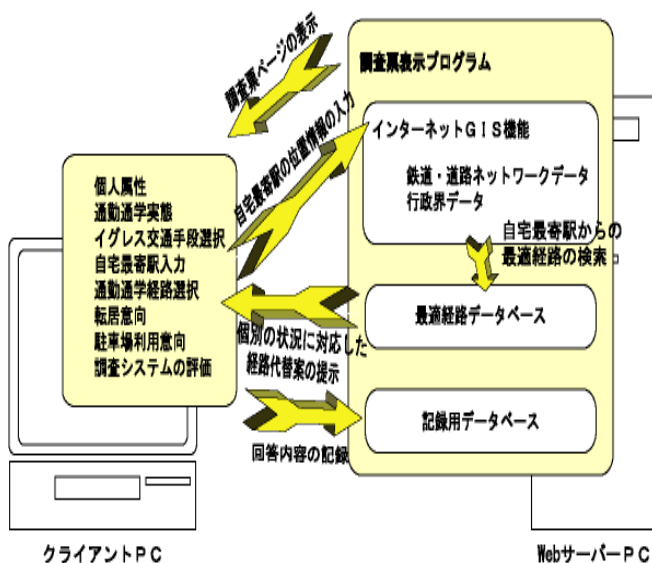 調査票ページの表示
自宅最寄駅の位置情報の入力
個人属性
通勤通学実態
イグレス交通手段選択
自宅最寄駅入力
通勤通学経路選択
転居意向
駐車場利用意向
調査システムの評価
調査票表示プログラム
インターネットGIS機能
鉄道・道路ネットワークデータ
行政界データ
自宅最寄駅からの
最適経路の検索
最適経路データベース
個別の状況に対応した
経路代替案の提示
記録用データベース
回答内容の記録
クライアントPC
WebサーバーPC